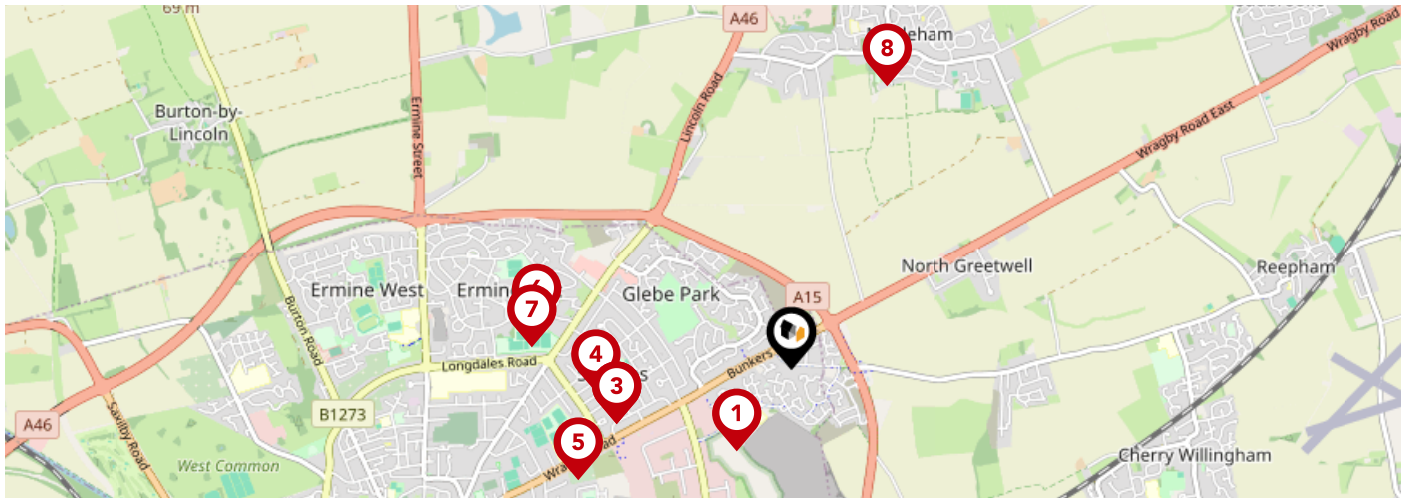 69 m
A46
8
Wragby Road
Burton-by-
Lincoln
Ermine Street
Lincoln Road
Wragby Road East
North Greetwell
Reepham
Ermine West
6
7
Glebe Park
A15
Burton Road
Longdales Road
Bunkers
4
3
1
5
B1273
A46
Saxilby Road
West Common
Cherry Willingham